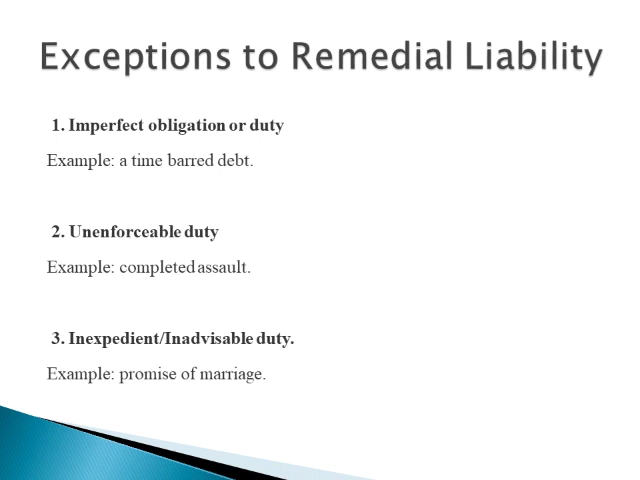 Exceptions to Remedial Liability
1. Imperfect obligation or duty
Example: a time barred debt.
2. Unenforceable duty
Example: completed assault.
3. Inexpedient/Inadvisable duty.
Example: promise of marriage.